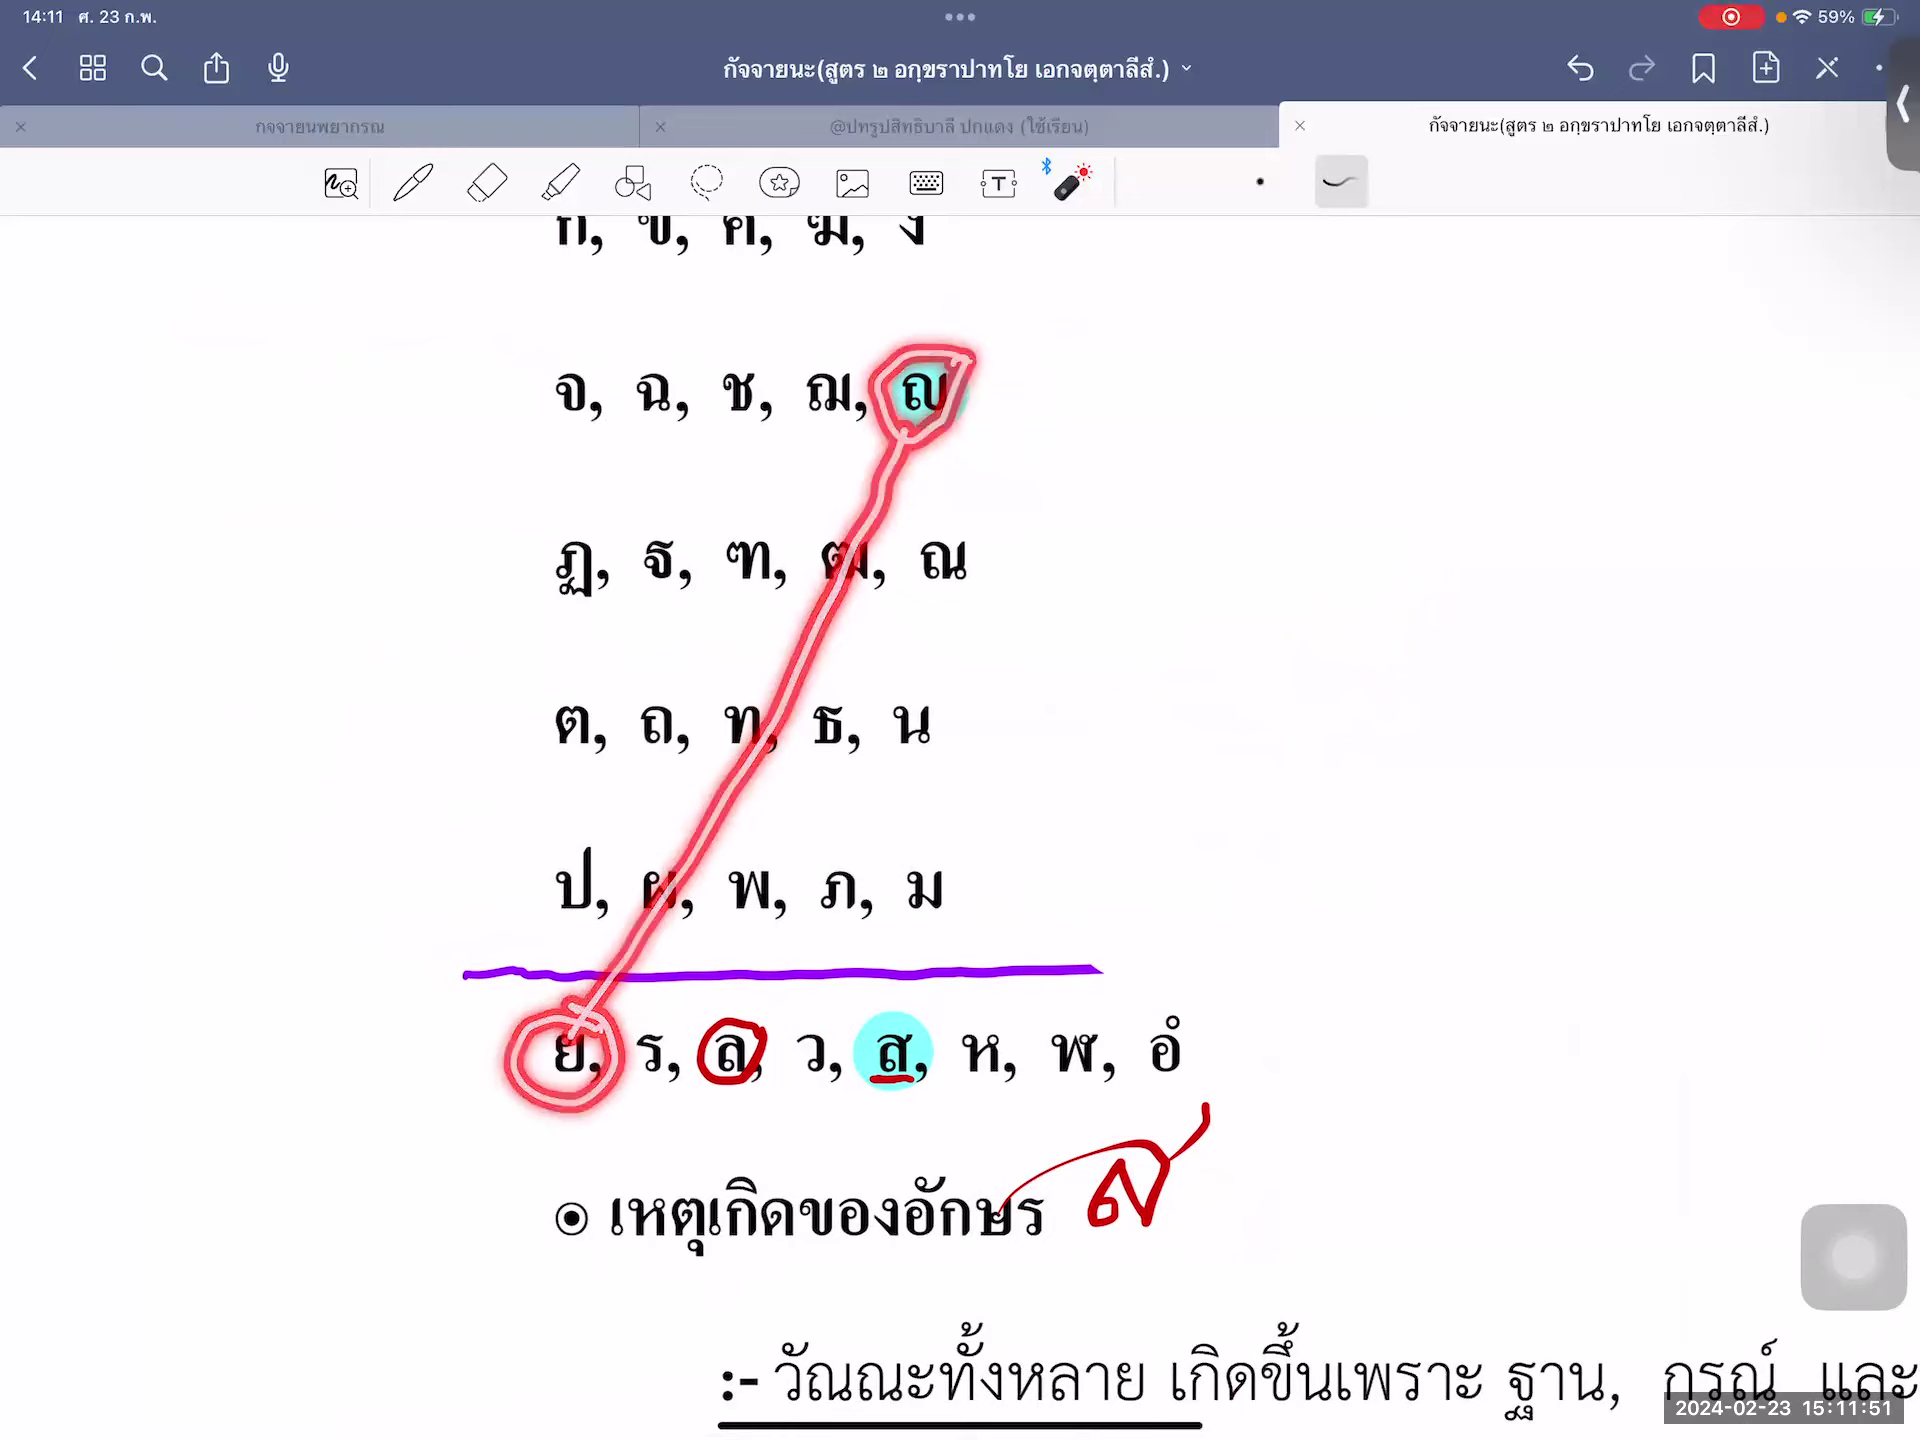 14:11 ศ. 23 ก.พ.
59%
กัจจายนะ(สูตร ๒ อกฺขราปาทโย เอกจตฺตาลีสํ.)
กจจายนพยากรณ
@ปทรูปสิทธิบาลี ปกแดง (ใช้เรียน)
กัจจายนะ(สูตร ๒ อกฺขราปาทโย เอกจตฺตาลีสํ.)
ก, ข, ค, ฆ, ง
จ, ฉ, ช, ฌ, ญ
ฏ, ฐ, ฑ, ฒ, ณ
ต, ถ, ท, ธ, น
ป, ผ, พ, ภ, ม
ย, ร, ล, ว, ส, ห, ฬ, อํ
เหตุเกิดของอักษร ส
:- วัณณะทั้งหลาย เกิดขึ้นเพราะ ฐาน, กรณ์ และ
2024-02-23 15:11:51